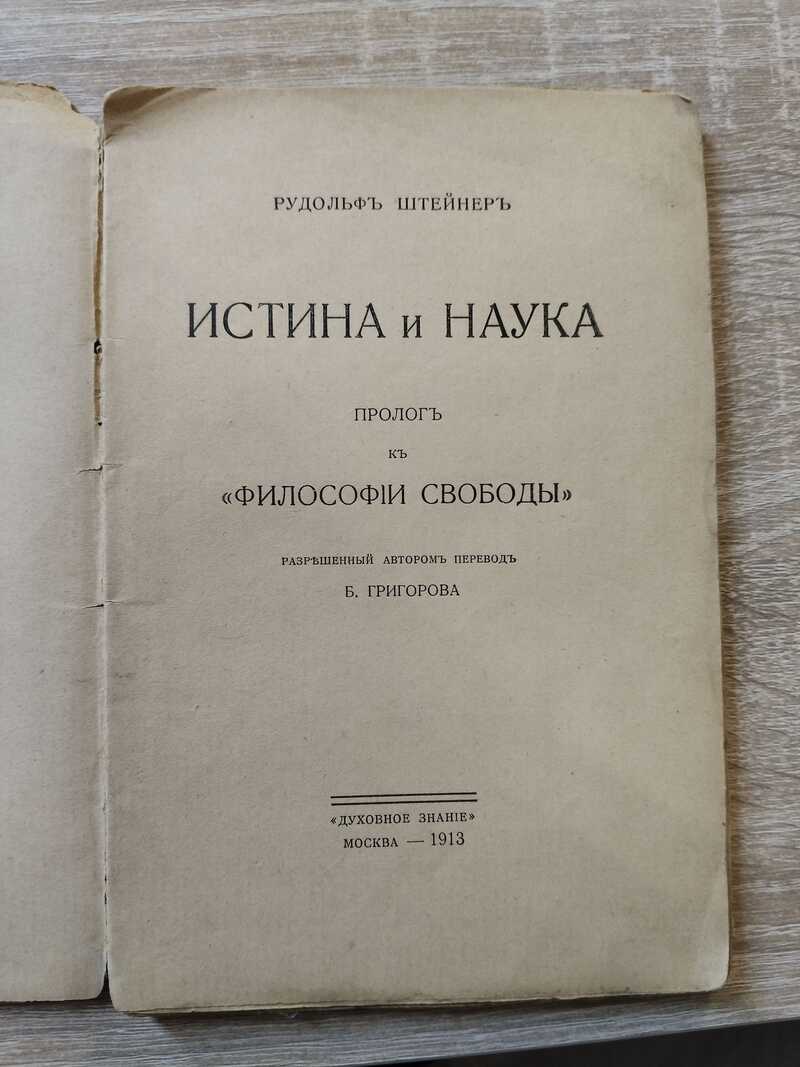 РУДОЛЬФЪ ШТЕЙНЕРЪ
ИСТИНА и НАУКА
ПРОЛОГЪ
КЪ
«ФИЛОСОФІИ СВОБОДЫ»
РАЗРѢШЕННЫЙ АВТОРОМЪ ПЕРЕВОДЪ
Б. ГРИГОРОВА
«ДУХОВНОЕ ЗНАНІЕ»
МОСКВА — 1913